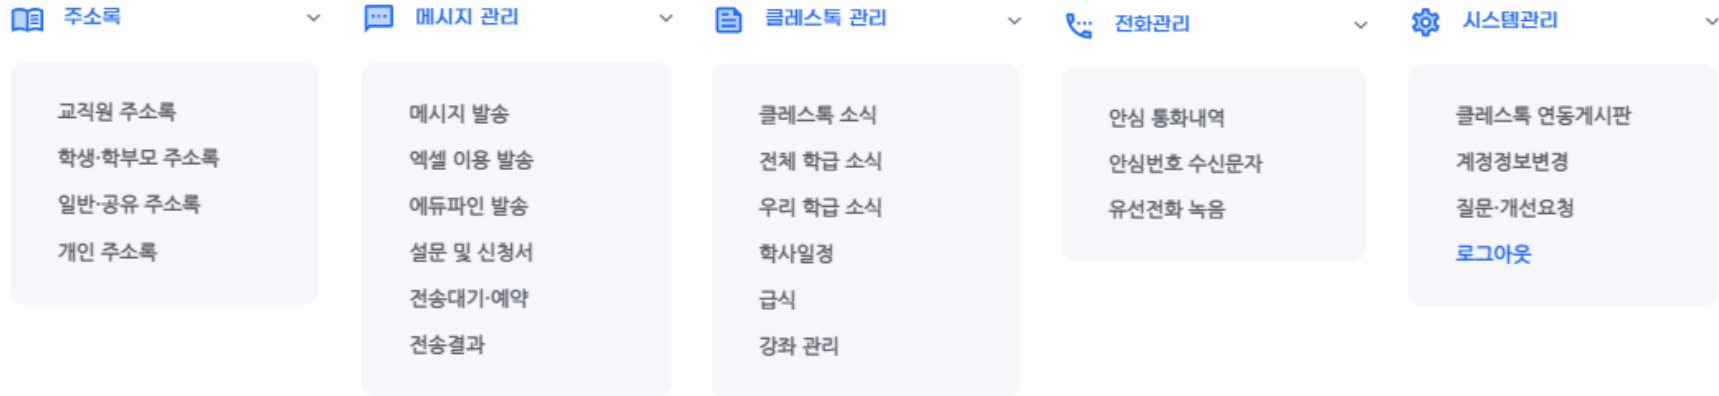 주소록
교직원 주소록
학생·학부모 주소록
일반·공유 주소록
개인 주소록
메시지 관리
메시지 발송
엑셀 이용 발송
에듀파인 발송
설문 및 신청서
전송대기·예약
전송결과
클레스톡 관리
클레스톡 소식
전체 학급 소식
우리 학급 소식
학사일정
급식
강좌 관리
전화관리
안심 통화내역
안심번호 수신문자
유선전화 녹음
시스템관리
클레스톡 연동게시판
계정정보변경
질문·개선요청
로그아웃